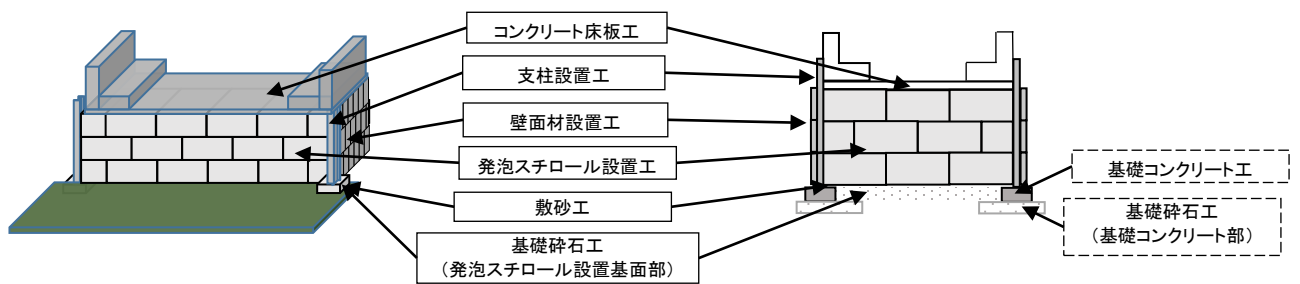 コンクリート床板工
支柱設置工
壁面材設置工
発泡スチロール設置工
敷砂工
基礎砕石工
（発泡スチロール設置基面部）
基礎コンクリート工
基礎砕石工
（基礎コンクリート部）